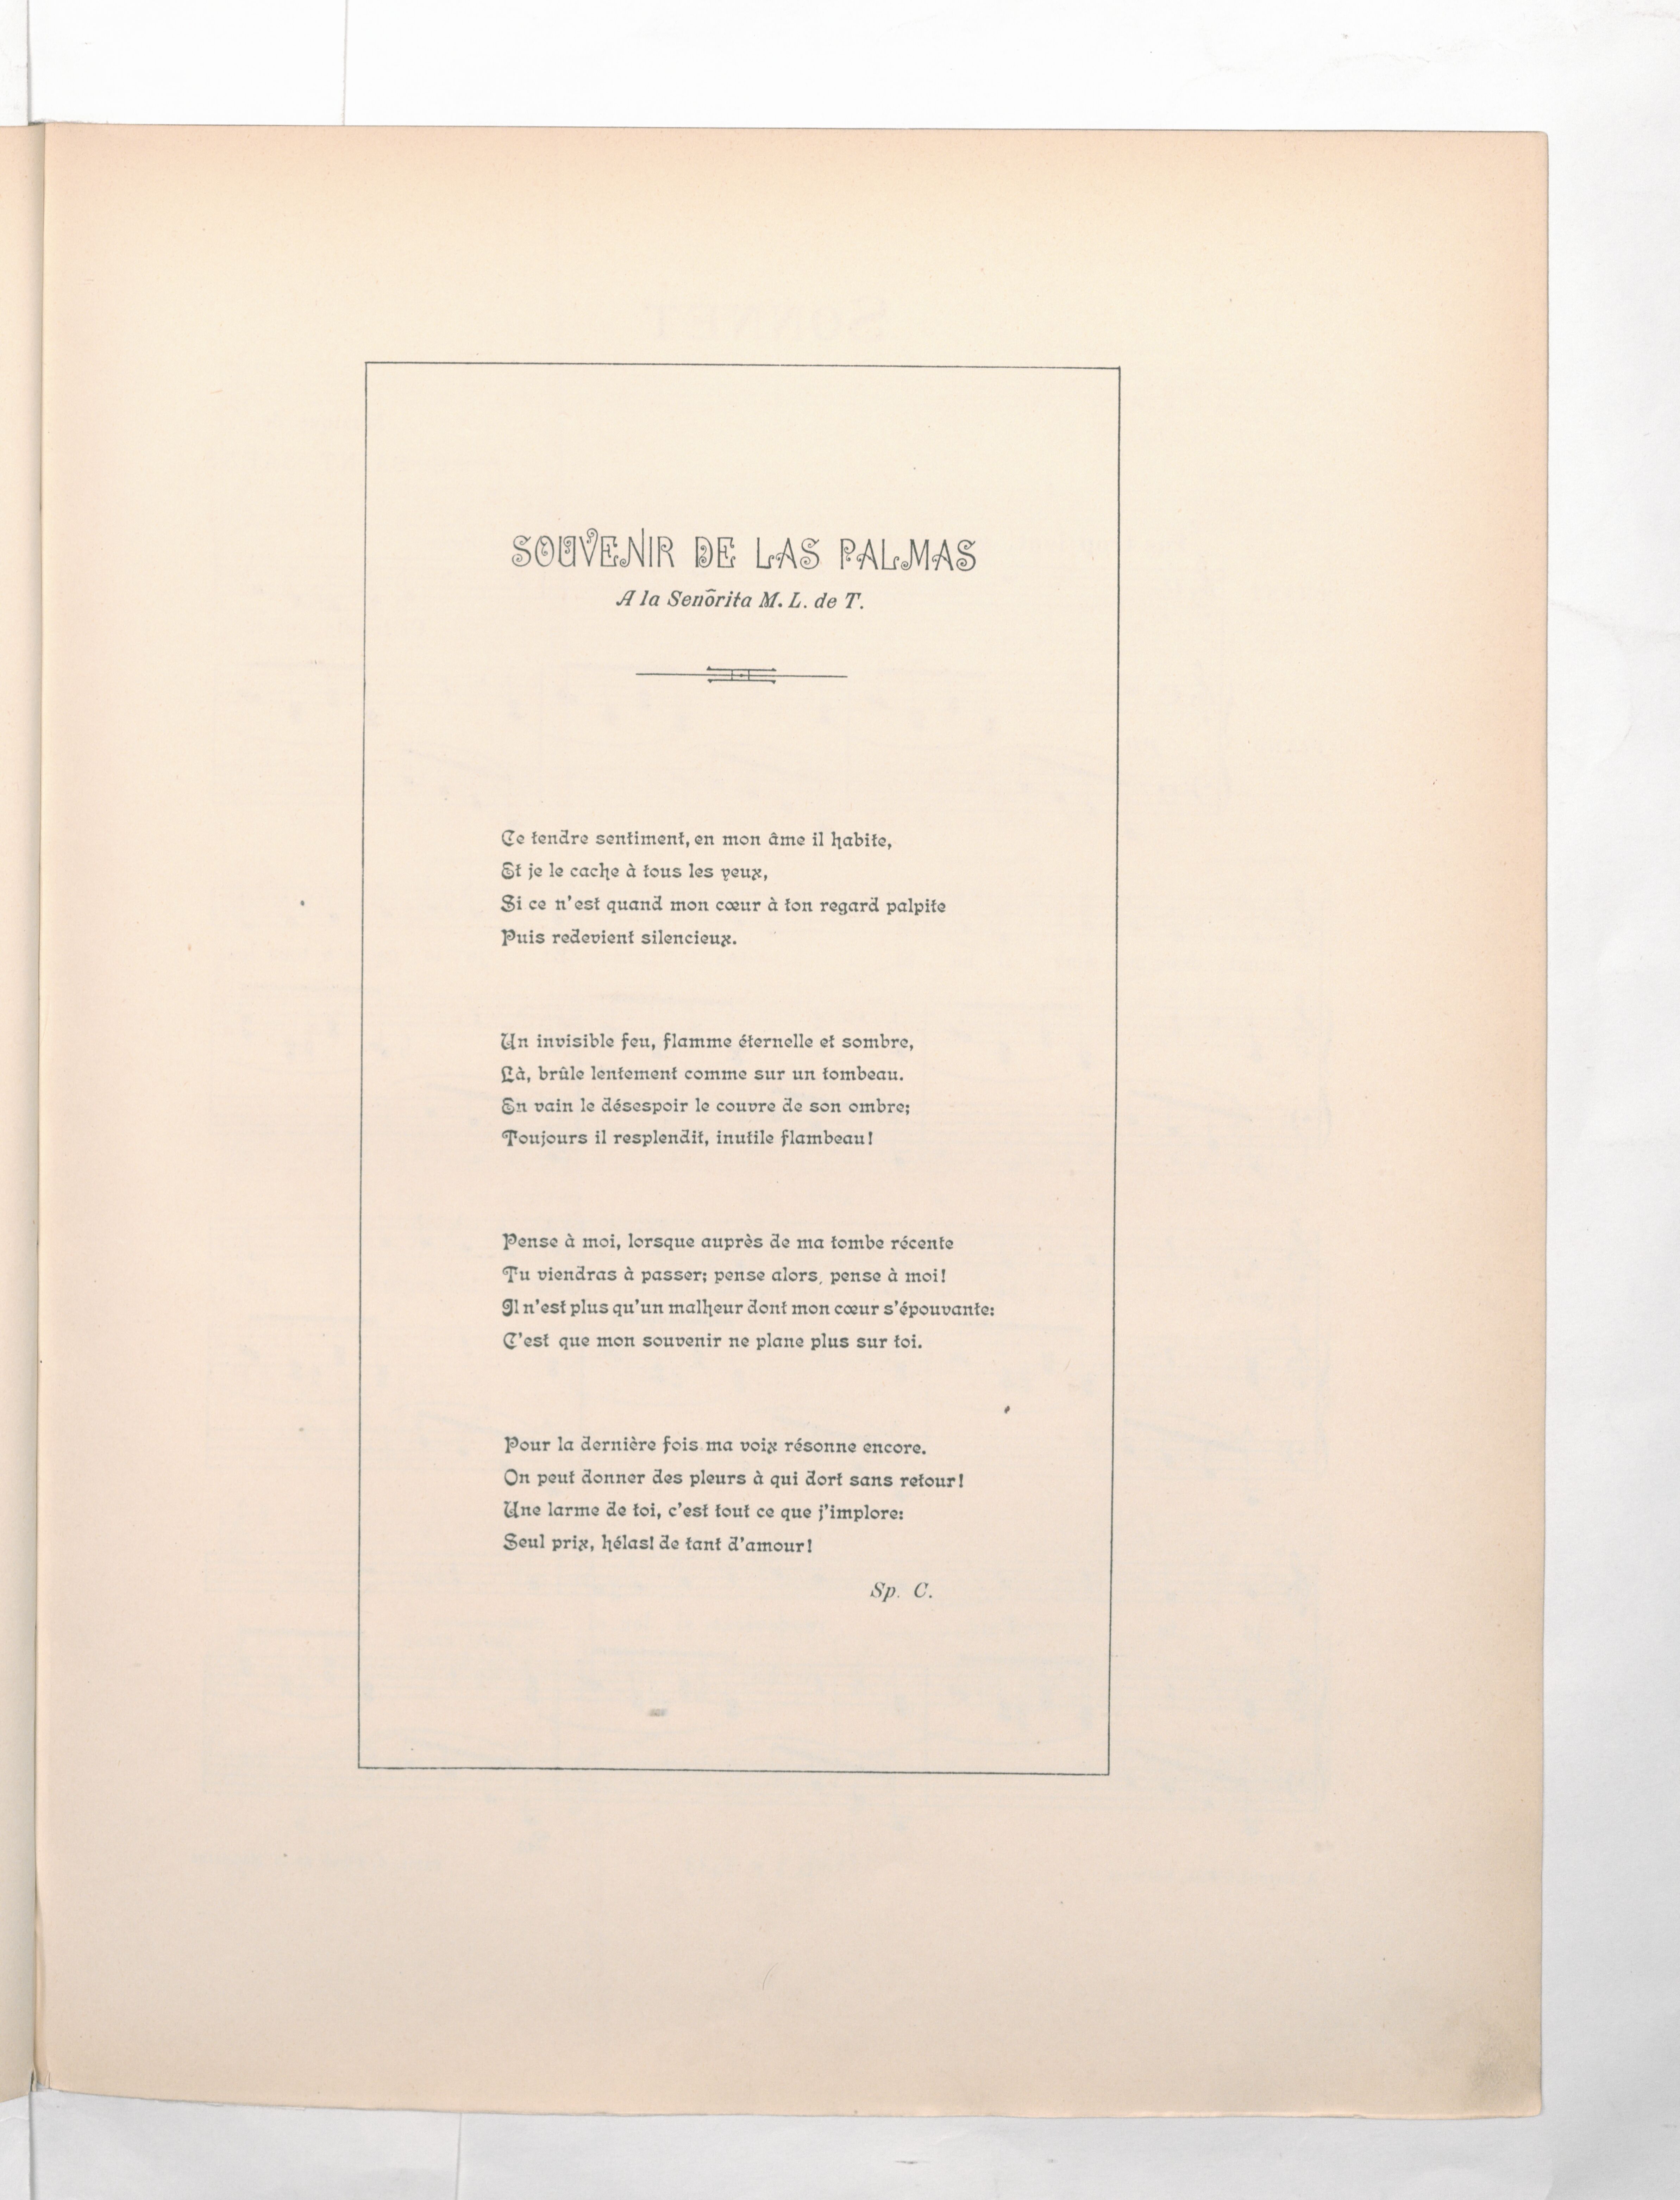 SOUVENIR DE LAS PALMAS
A la Senõrita M. L. de T.
Ce tendre sentiment, en mon âme il habite,
Et je le cache à tous les yeux,
Si ce n'est quand mon cœur à ton regard palpite
Puis redevient silencieux.
Un invisible feu, flamme éternelle et sombre,
Là, brûle lentement comme sur un tombeau.
En vain le désespoir le couvre de son ombre;
Toujours il resplendit, inutile flambeau!
Pense à moi, lorsque auprès de ma tombe récente
Tu viendras à passer; pense alors, pense à moi!
Il n'est plus qu'un malheur dont mon cœur s'épouvante:
C'est que mon souvenir ne plane plus sur toi.
Pour la dernière fois ma voix résonne encore.
On peut donner des pleurs à qui dort sans retour!
Une larme de toi, c'est tout ce que j'implore:
Seul prix, hélas! de tant d'amour!
Sp. C.